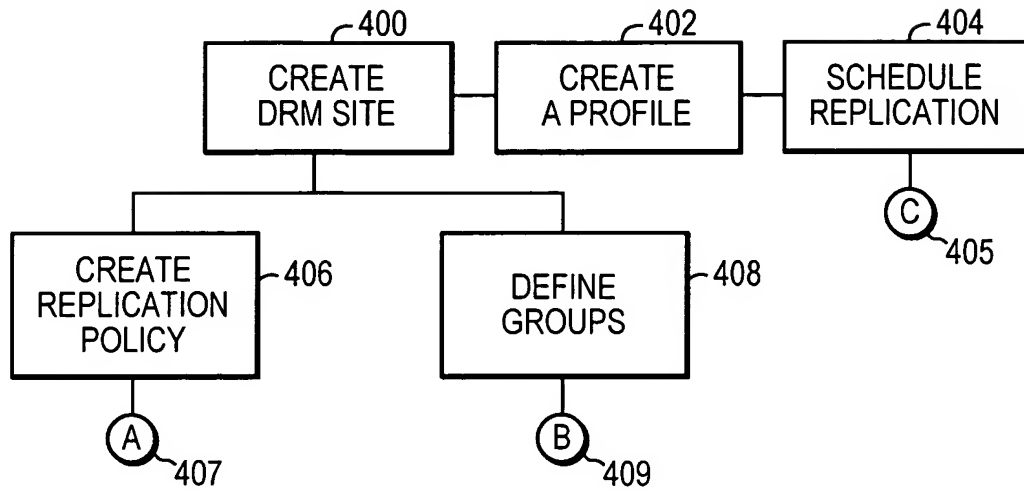 400
CREATE
DRM SITE
402
CREATE
A PROFILE
404
SCHEDULE
REPLICATION
C
405
CREATE
REPLICATION
POLICY
406
DEFINE
GROUPS
408
A
407
B
409